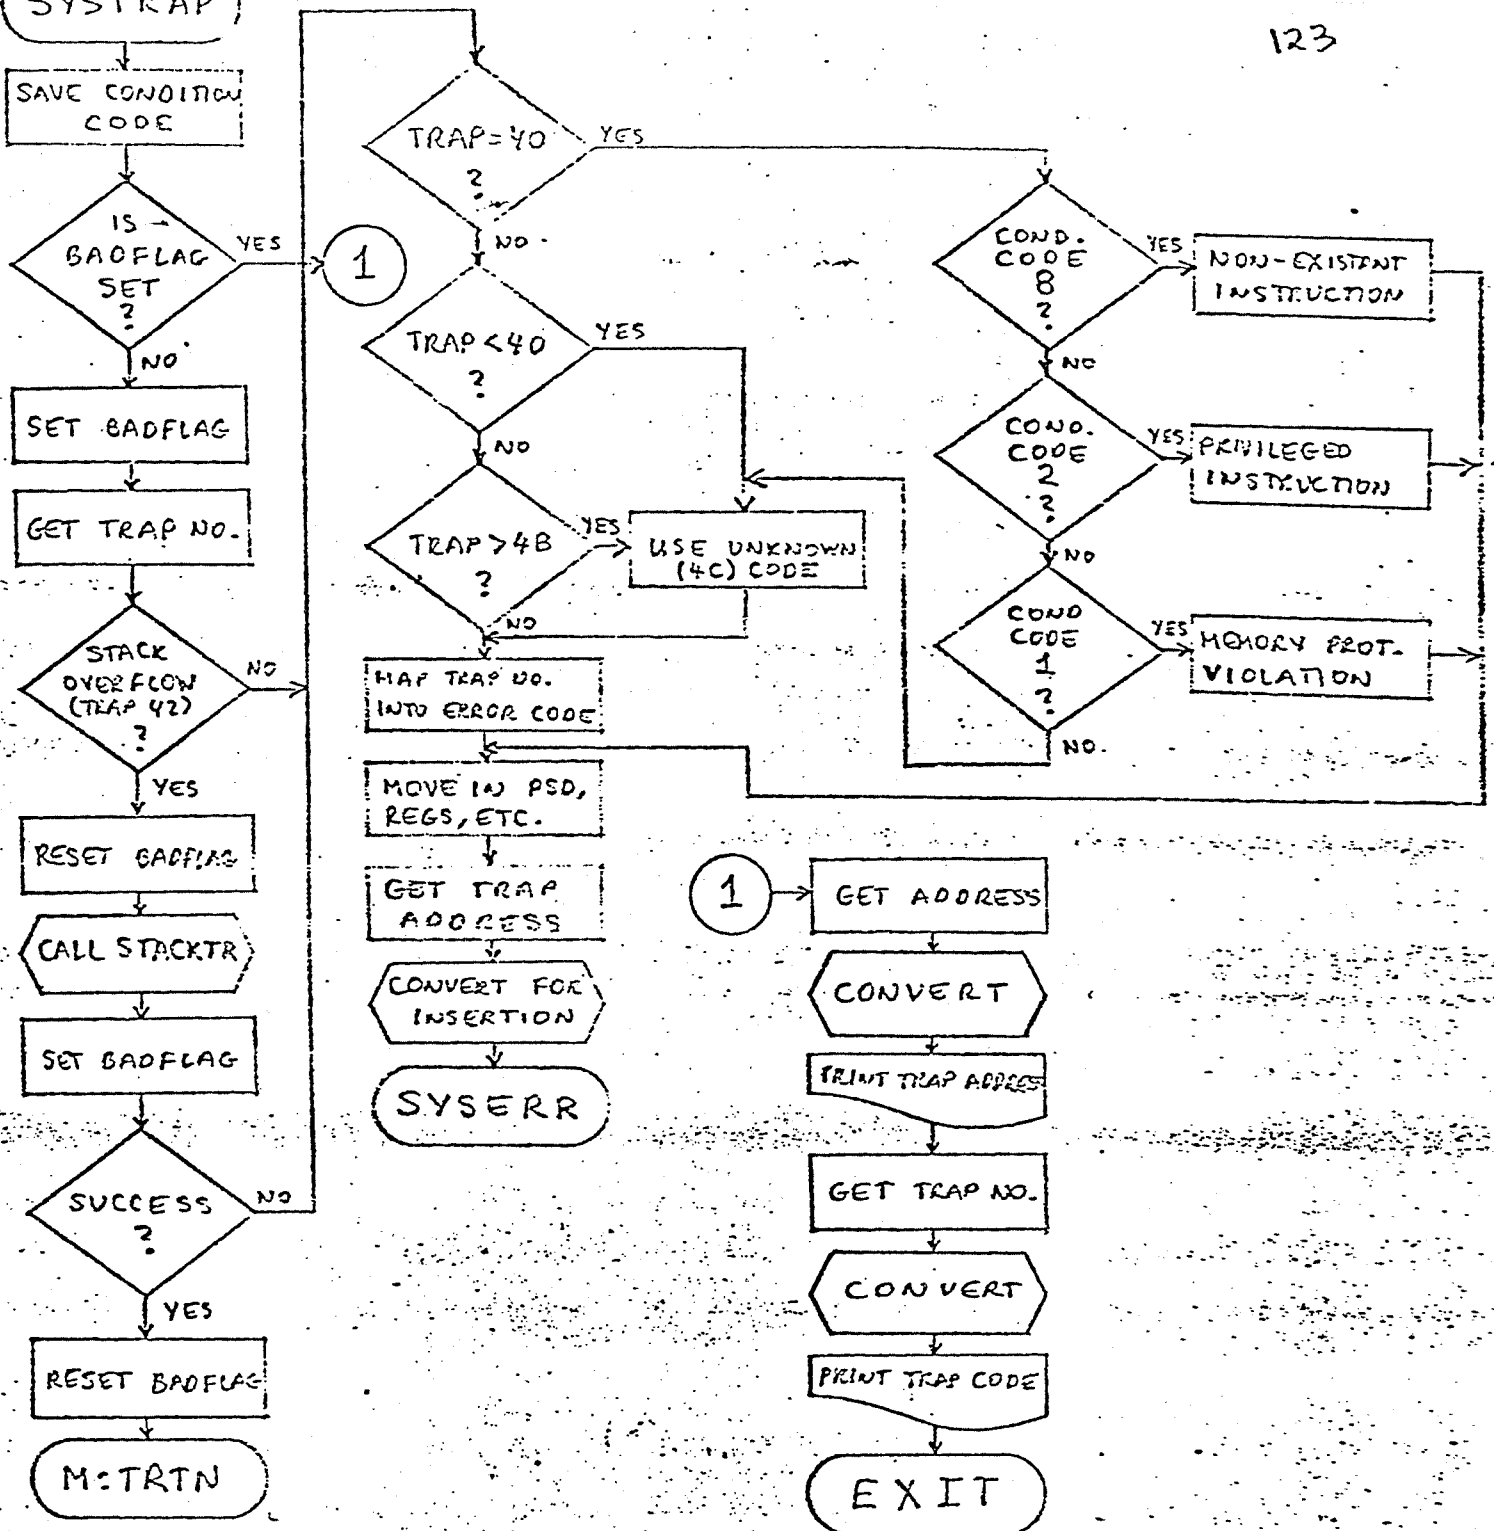 SYSTRAP
123
SAVE CONDITION
CODE
IS
BADFLAG
SET
?
YES
1
NO
SET BADFLAG
GET TRAP NO.
STACK
OVERFLOW
(TRAP 42)
?
NO
YES
RESET BADFLAG
CALL STACKTR
SET BADFLAG
SUCCESS
?
NO
YES
RESET BADFLAG
M:TRTN
TRAP=40
?
YES
NO
TRAP<40
?
YES
NO
TRAP>4B
?
YES
NO
USE UNKNOWN
(4C) CODE
MAP TRAP NO.
INTO ERROR CODE
MOVE IN PSD,
REGS, ETC.
GET TRAP
ADDRESS
CONVERT FOR
INSERTION
SYSERR
COND.
CODE
8
?
YES
NO
NON-EXISTANT
INSTRUCTION
COND.
CODE
2
?
YES
NO
PRIVILEGED
INSTRUCTION
COND
CODE
1
?
YES
NO.
MEMORY PROT.
VIOLATION
1
GET ADDRESS
CONVERT
PRINT TRAP ADDRES
GET TRAP NO.
CONVERT
PRINT TRAP CODE
EXIT